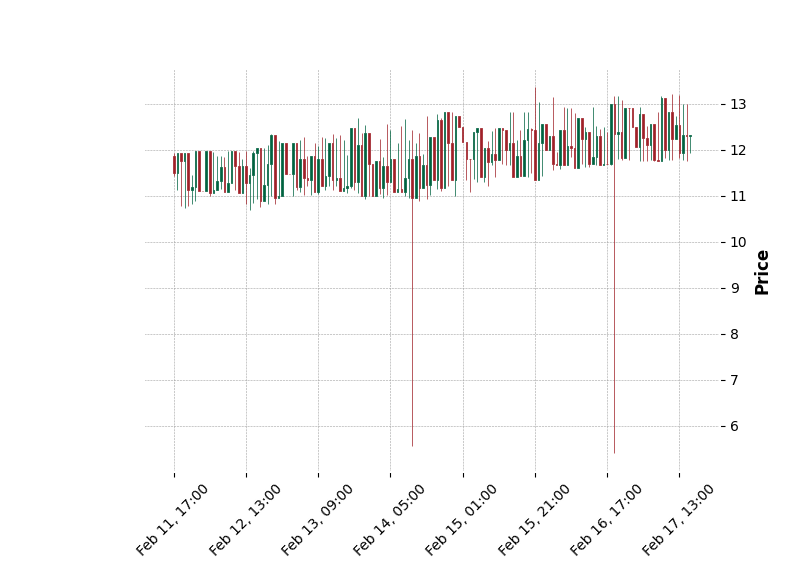 13
12
11
10
9
8
7
6
Price
Feb 11, 17:00
Feb 12, 13:00
Feb 13, 09:00
Feb 14, 05:00
Feb 15, 01:00
Feb 15, 21:00
Feb 16, 17:00
Feb 17, 13:00